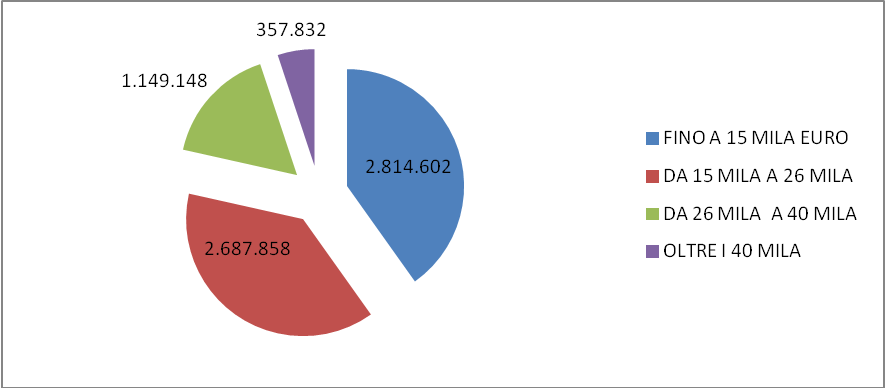 357.832
1.149.148
2.814.602
2.687.858
FINO A 15 MILA EURO
DA 15 MILA A 26 MILA
DA 26 MILA  A 40 MILA
OLTRE I 40 MILA